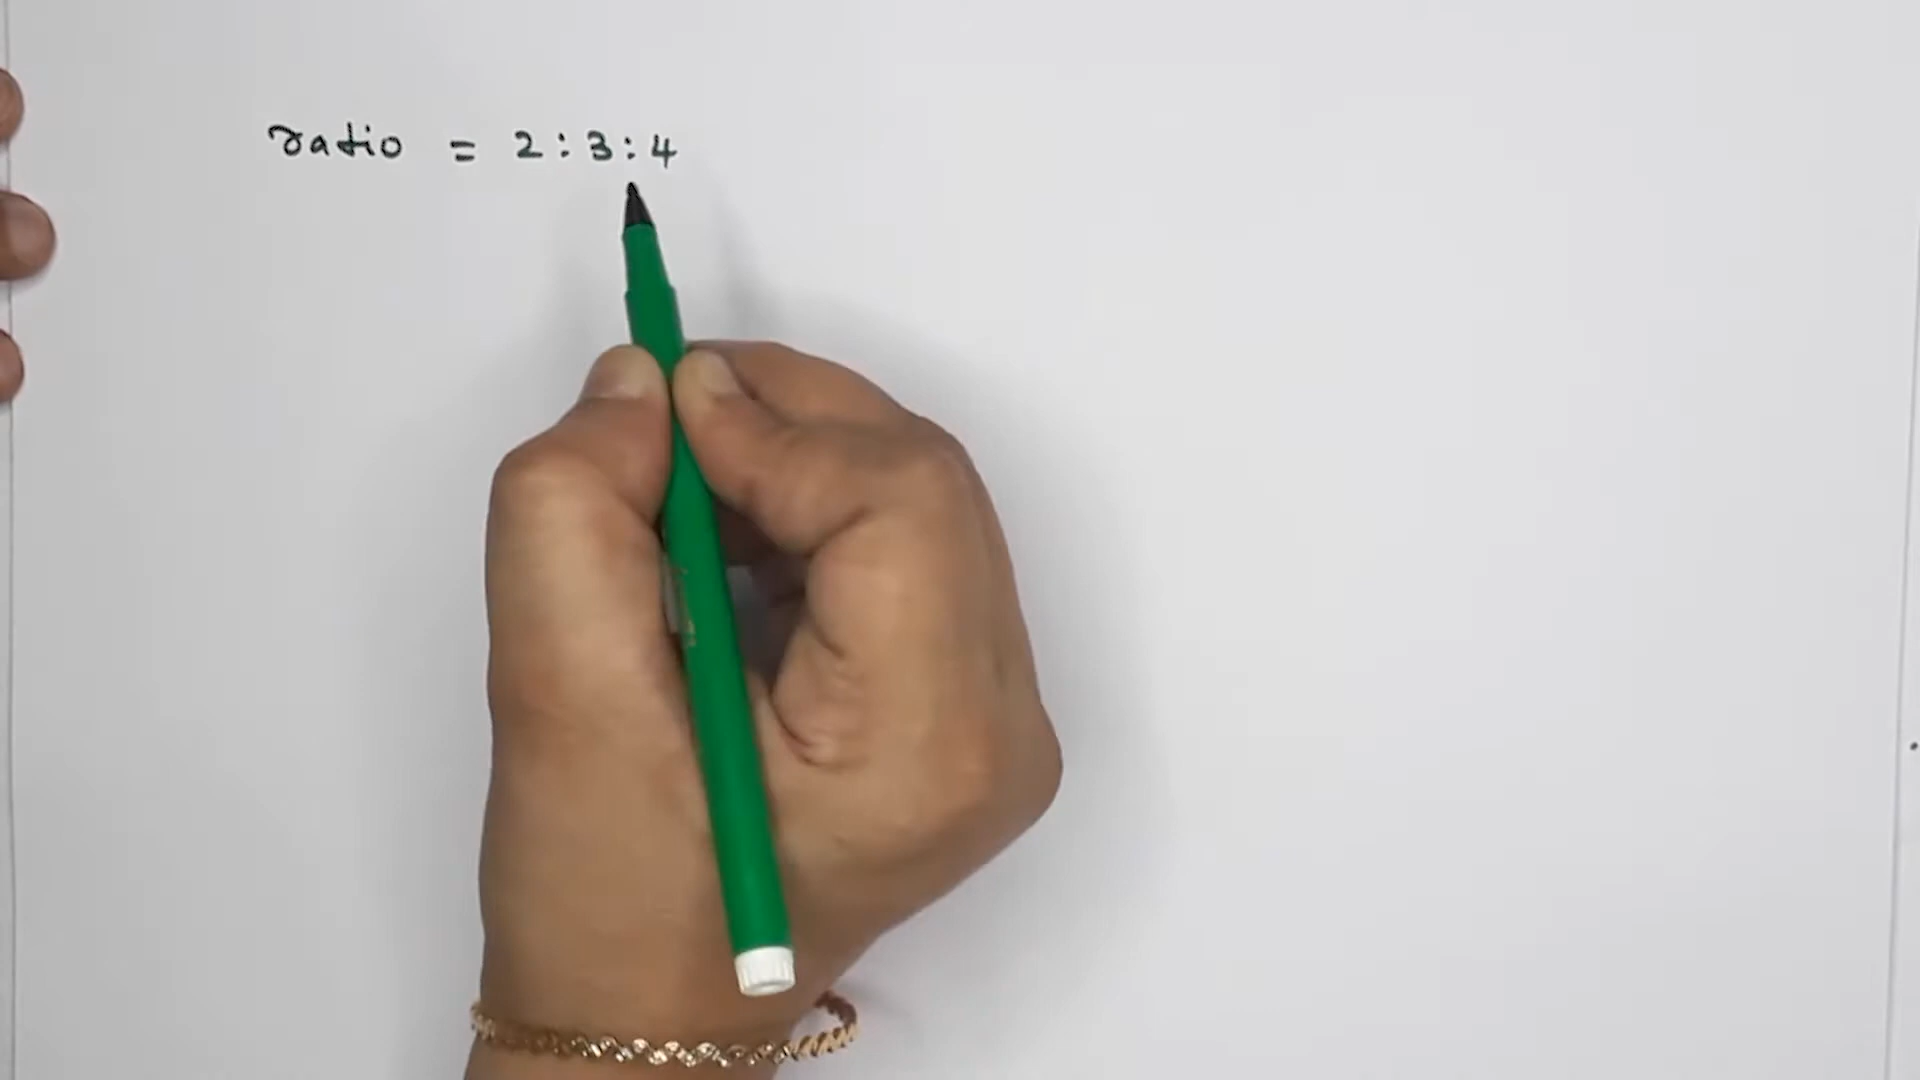 ratio = 2:3:4